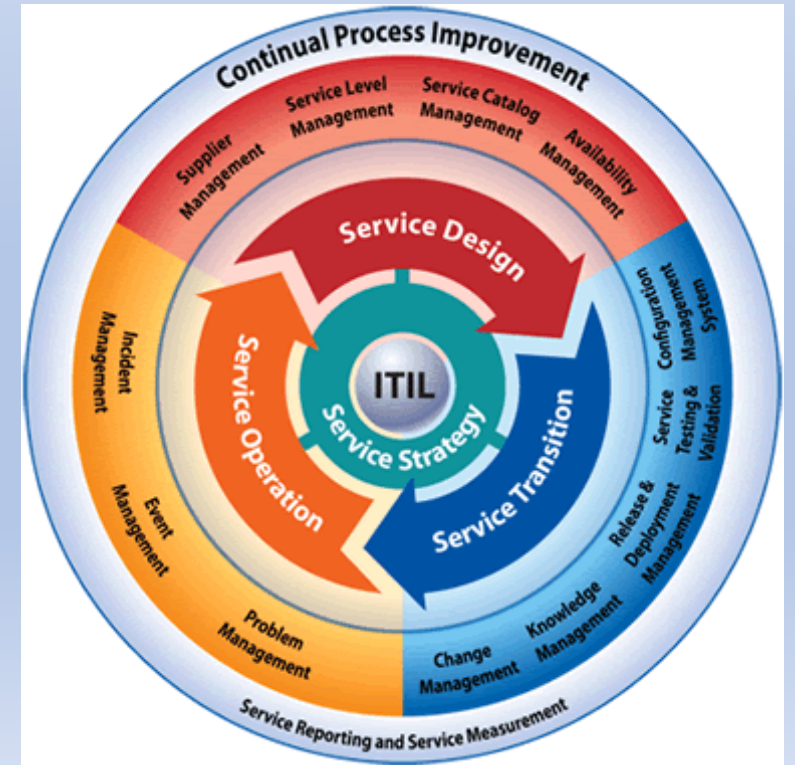 Continual Process Improvement
Supplier
Management
Service Level
Management
Service Catalog
Management
Availability
Management
Service Design
Configuration
Management
System
Service
Testing &
Validation
Release &
Deployment
Management
Knowledge
Management
Change
Management
Service Transition
ITIL
Service Strategy
Service Operation
Incident
Management
Event
Management
Problem
Management
Service Reporting and Service Measurement